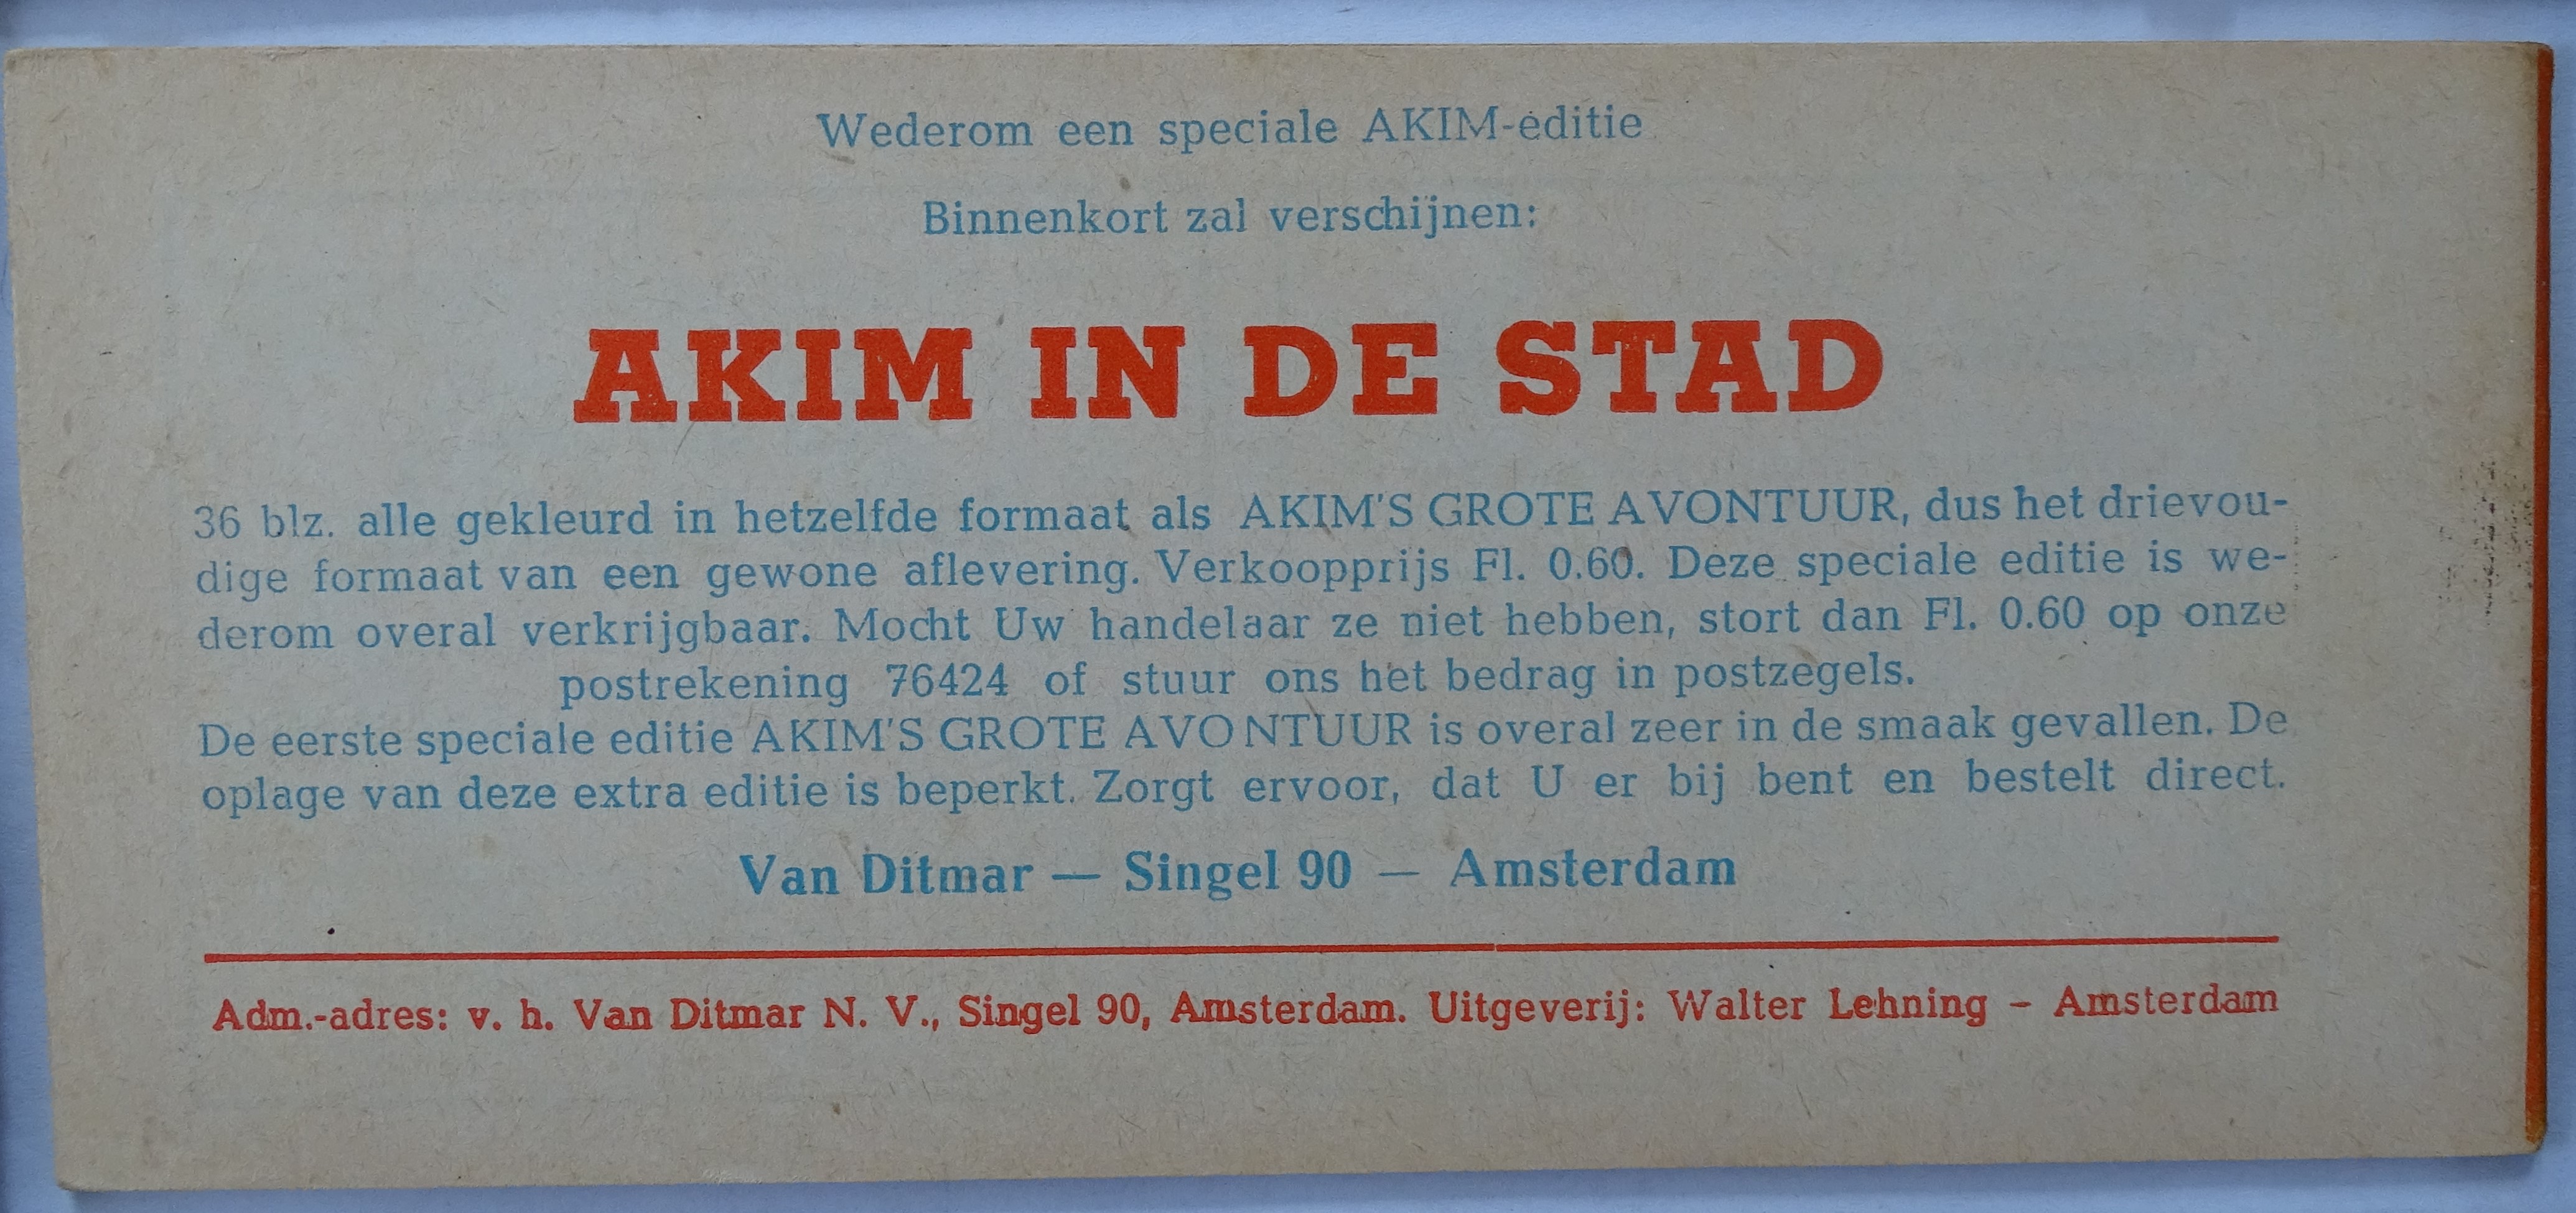 Wederom een speciale AKIM-editie
Binnenkort zal verschijnen:
AKIM IN DE STAD
36 blz. alle gekleurd in hetzelfde formaat als AKIM'S GROTE AVONTUUR, dus het drievou-
dige formaat van een gewone aflevering. Verkoopprijs Fl. 0.60. Deze speciale editie is we-
derom overal verkrijgbaar. Mocht Uw handelaar ze niet hebben, stort dan Fl. 0.60 op onze
postrekening 76424 of stuur ons het bedrag in postzegels.
De eerste speciale editie AKIM'S GROTE AVONTUUR is overal zeer in de smaak gevallen. De
oplage van deze extra editie is beperkt. Zorgt ervoor, dat U er bij bent en bestelt direct.
Van Ditmar — Singel 90 — Amsterdam
Adm.-adres: v. h. Van Ditmar N. V., Singel 90, Amsterdam. Uitgeverij: Walter Lehning – Amsterdam